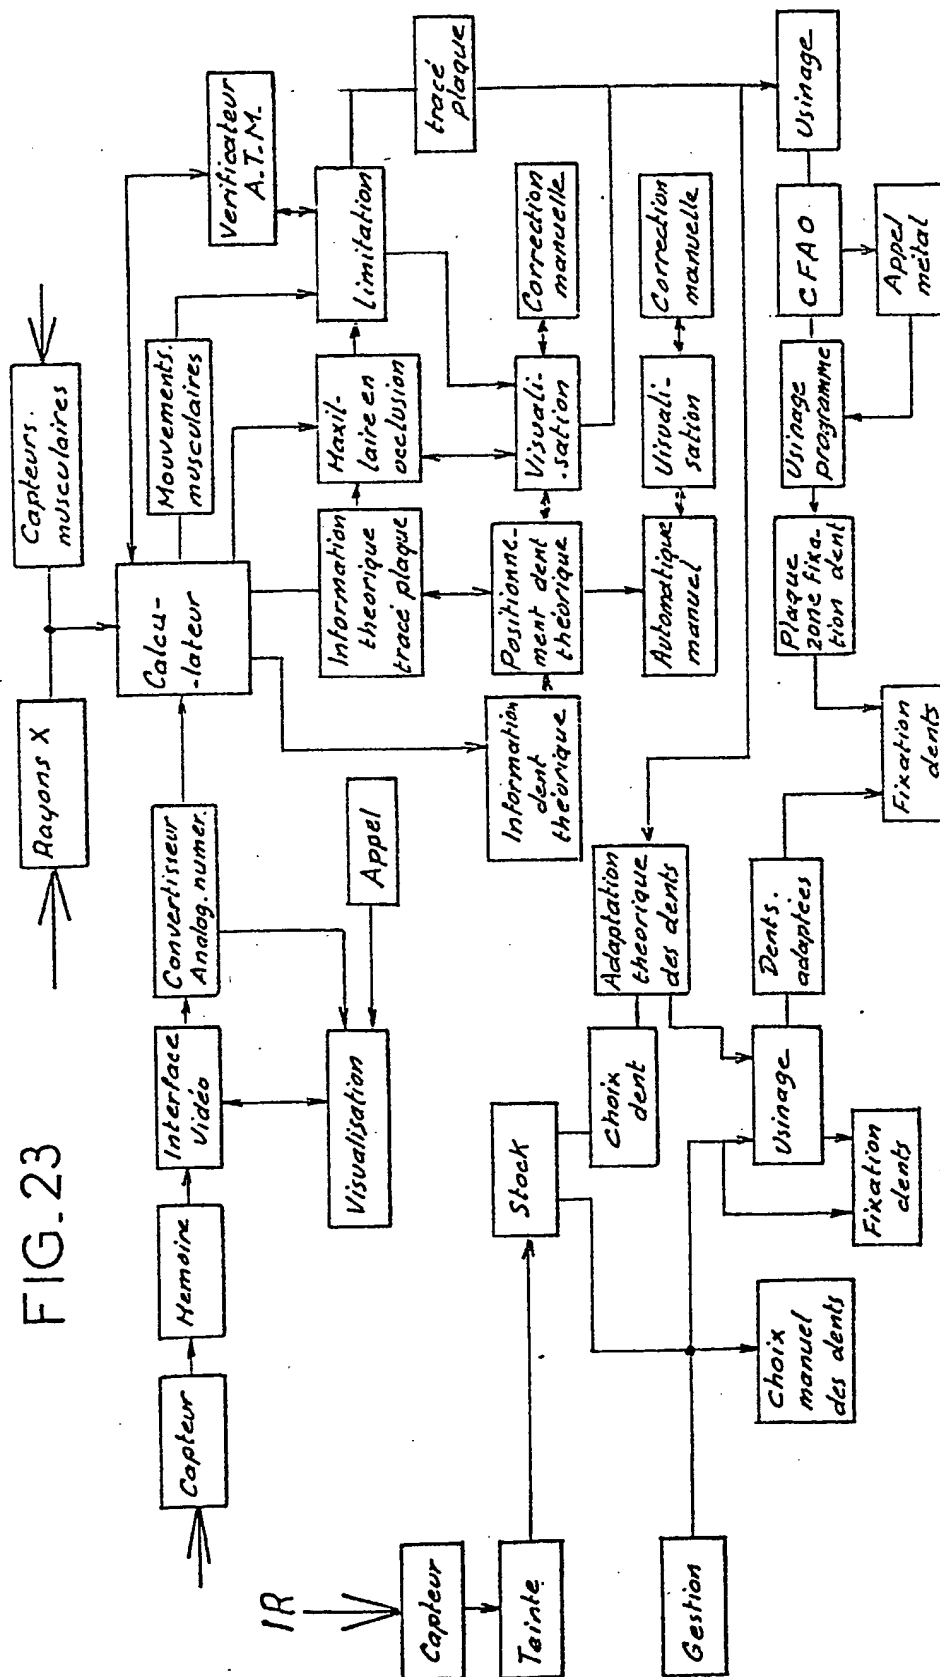 FIG_23
Rayons X
Capteurs.
musculaires
Capteur
Memoire
Interface
Vidéo
Convertisseur
Analog. numer.
Calcu-
-lateur
Mouvements.
musculaires
Verificateur
A.T.M.
Visualisation
Appel
Information
theorique
tracé plaque
Maxil-
laire en
occlusion
Limitation
tracé
plaque
Information
dent
théorique
Positionne-
ment dent
théorique
Visuali-
.sation
Correction
manuelle
Automatique
manuel
Visuali-
sation
Correction
manuelle
IR
Capteur
Teinte
Stock
Choix
dent
Adaptation
theorique
des dents
Gestion
Choix
manuel
des dents
Usinage
Fixation
dents
Dents.
adaptées
Fixation
dents
Plaque
zone fixa-
tion dent
Usinage
programme
CFAO
Appel
métal
Usinage